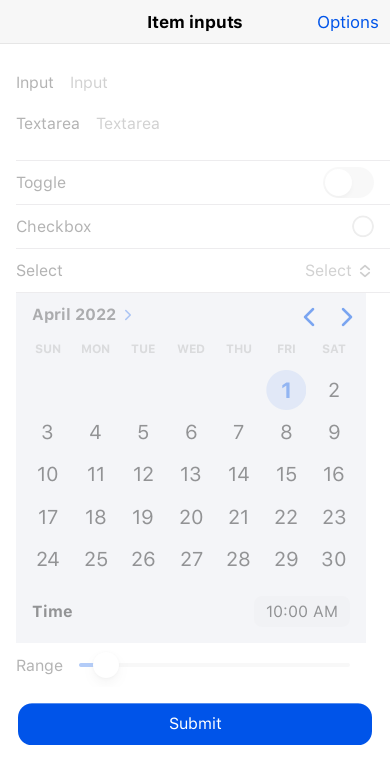 Item inputs Options
Input Input
Textarea Textarea
Toggle
Checkbox
Select Select
April 2022
SUN MON TUE WED THU FRI SAT
1 2
3 4 5 6 7 8 9
10 11 12 13 14 15 16
17 18 19 20 21 22 23
24 25 26 27 28 29 30
Time 10:00 AM
Range
Submit